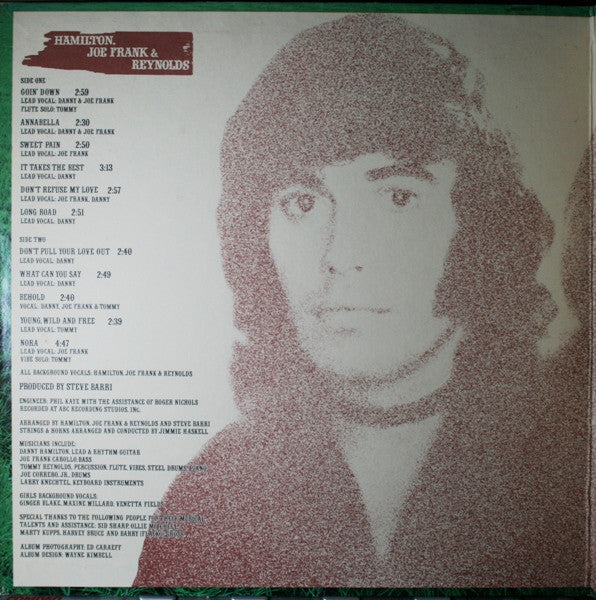 HAMILTON,
JOE FRANK &
REYNOLDS
SIDE ONE
GOIN' DOWN 2:59
LEAD VOCAL: DANNY & JOE FRANK
FLUTE SOLO: TOMMY
ANNABELLA 2:30
LEAD VOCAL: DANNY & JOE FRANK
SWEET PAIN 2:50
LEAD VOCAL: JOE FRANK
IT TAKES THE BEST 3:13
LEAD VOCAL: DANNY
DON'T REFUSE MY LOVE 2:57
LEAD VOCAL: JOE FRANK, DANNY
LONG ROAD 2:51
LEAD VOCAL: DANNY
SIDE TWO
DON'T PULL YOUR LOVE OUT 2:40
LEAD VOCAL: DANNY
WHAT CAN YOU SAY 2:49
LEAD VOCAL: DANNY
BEHOLD 2:40
VOCAL: DANNY, JOE FRANK & TOMMY
YOUNG, WILD AND FREE 2:39
LEAD VOCAL: TOMMY
NORA 4:47
LEAD VOCAL: JOE FRANK
VIBE SOLO: TOMMY
ALL BACKGROUND VOCALS: HAMILTON, JOE FRANK & REYNOLDS
PRODUCED BY STEVE BARRI
ENGINEER: PHIL KAYE WITH THE ASSISTANCE OF ROGER NICHOLS
RECORDED AT ABC RECORDING STUDIOS, INC.
ARRANGED BY HAMILTON, JOE FRANK & REYNOLDS AND STEVE BARRI
STRINGS & HORNS ARRANGED AND CONDUCTED BY JIMMIE HASKELL
MUSICIANS INCLUDE:
DANNY HAMILTON, LEAD & RHYTHM GUITAR
JOE FRANK CAROLLO, BASS
TOMMY REYNOLDS, PERCUSSION, FLUTE, VIBES, STEEL DRUMS, PIANO
JOE CORRERO, JR., DRUMS
LARRY KNECHTEL, KEYBOARD INSTRUMENTS
GIRLS BACKGROUND VOCALS:
GINGER BLAKE, MAXINE WILLARD, VENETTA FIELDS
SPECIAL THANKS TO THE FOLLOWING PEOPLE FOR THEIR
TALENTS AND ASSISTANCE: SID SHARP, OLLIE MITCHELL,
MARTY KUPPS, HARVEY BRUCE AND BARRY
ALBUM PHOTOGRAPHY: ED CARAEFF
ALBUM DESIGN: WAYNE KIMBELL